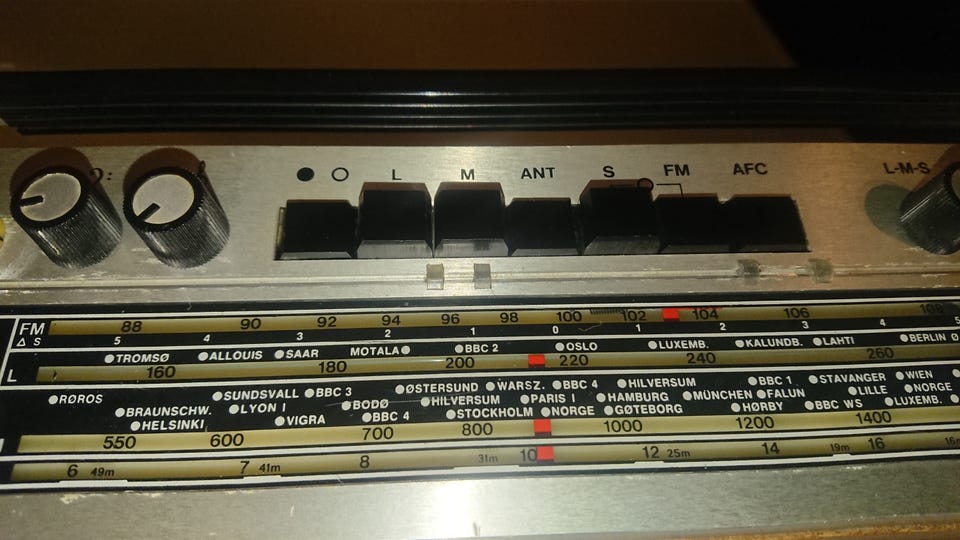 L M ANT S FM AFC L-M-S
FM 88 90 92 94 96 98 100 102 104 106 108
Δ S 5 4 3 2 1 0 1 2 3 4 5
TROMSØ ALLOUIS SAAR MOTALA BBC 2 OSLO LUXEMB. KALUNDB. LAHTI BERLIN Ø
L 160 180 200 220 240 260
RØROS SUNDSVALL BBC 3 ØSTERSUND WARSZ. BBC 4 HILVERSUM BBC 1 STAVANGER WIEN
BRAUNSCHW. LYON I BODØ HILVERSUM PARIS I HAMBURG MÜNCHEN FALUN LILLE NORGE
HELSINKI VIGRA BBC 4 STOCKHOLM NORGE GØTEBORG HØRBY BBC WS LUXEMB.
550 600 700 800 1000 1200 1400
6 49m 7 41m 8 31m 10 12 25m 14 19m 16 16m